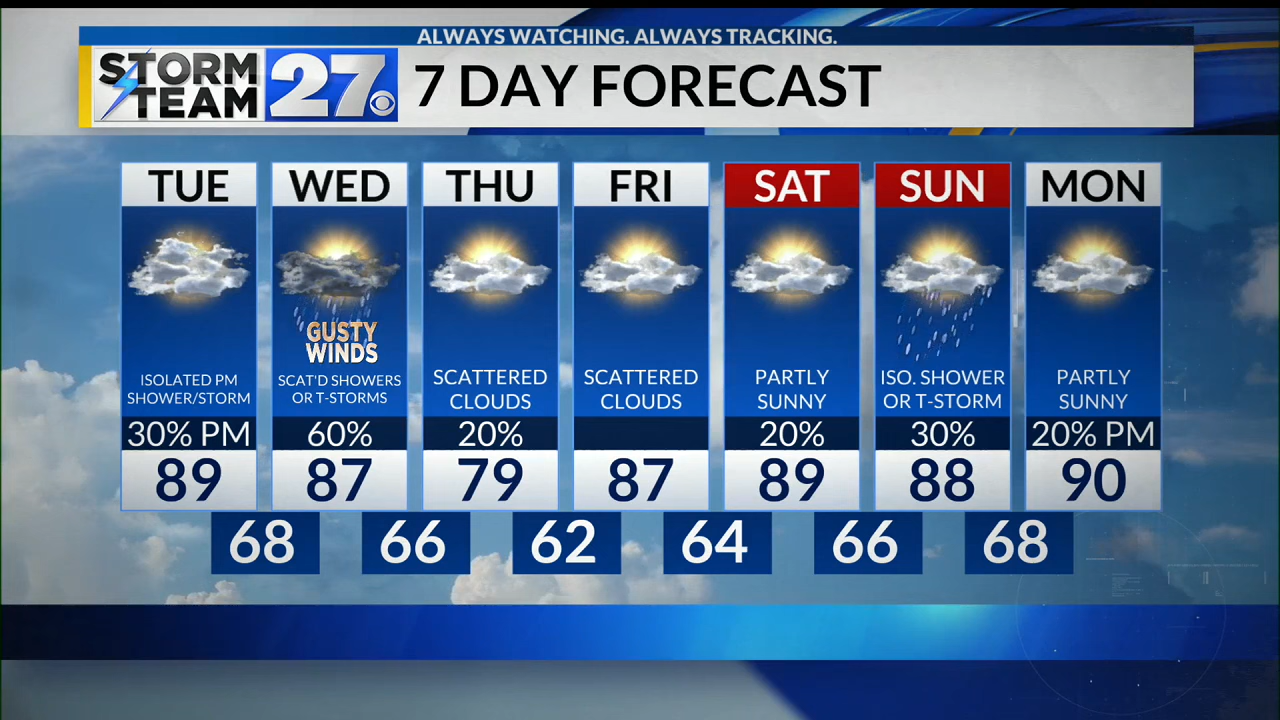 ALWAYS WATCHING. ALWAYS TRACKING.
STORM
TEAM
27
7 DAY FORECAST
TUE
WED
THU
FRI
SAT
SUN
MON
GUSTY
WINDS
ISOLATED PM
SHOWER/STORM
SCAT'D SHOWERS
OR T-STORMS
SCATTERED
CLOUDS
SCATTERED
CLOUDS
PARTLY
SUNNY
ISO. SHOWER
OR T-STORM
PARTLY
SUNNY
30% PM
60%
20%
20%
30%
20% PM
89
87
79
87
89
88
90
68
66
62
64
66
68